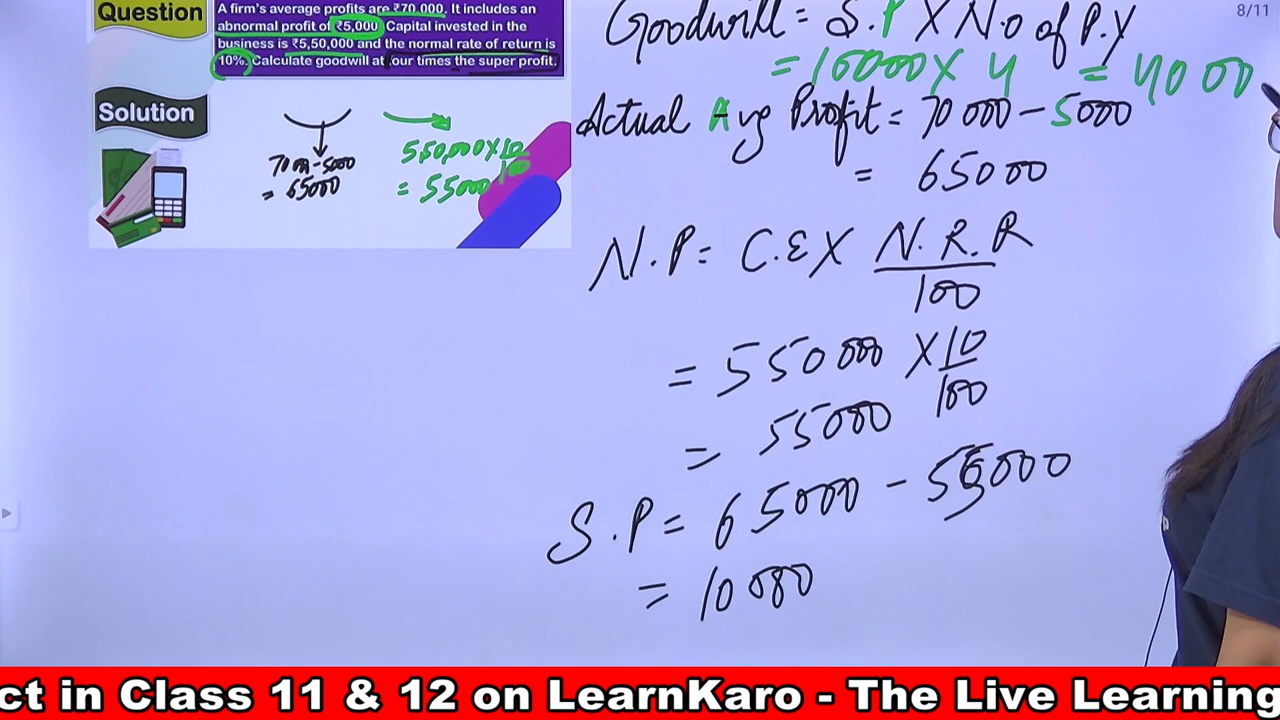 Question
A firm's average profits are ₹70,000. It includes an
abnormal profit of ₹5,000 Capital invested in the
business is ₹5,50,000 and the normal rate of return is
10%. Calculate goodwill at four times the super profit.
Solution
70000-5000
= 65000
550,000 X 10/100
= 55000
Goodwill = S.P X No of P.Y
= 10000 X 4 = 4000
Actual Avg Profit = 70000 - 5000
= 65000
N.P = C.E X N.R.R/100
= 550000 X 10/100
= 55000
S.P = 65000 - 55000
= 10000
8/11
ct in Class 11 & 12 on LearnKaro - The Live Learning